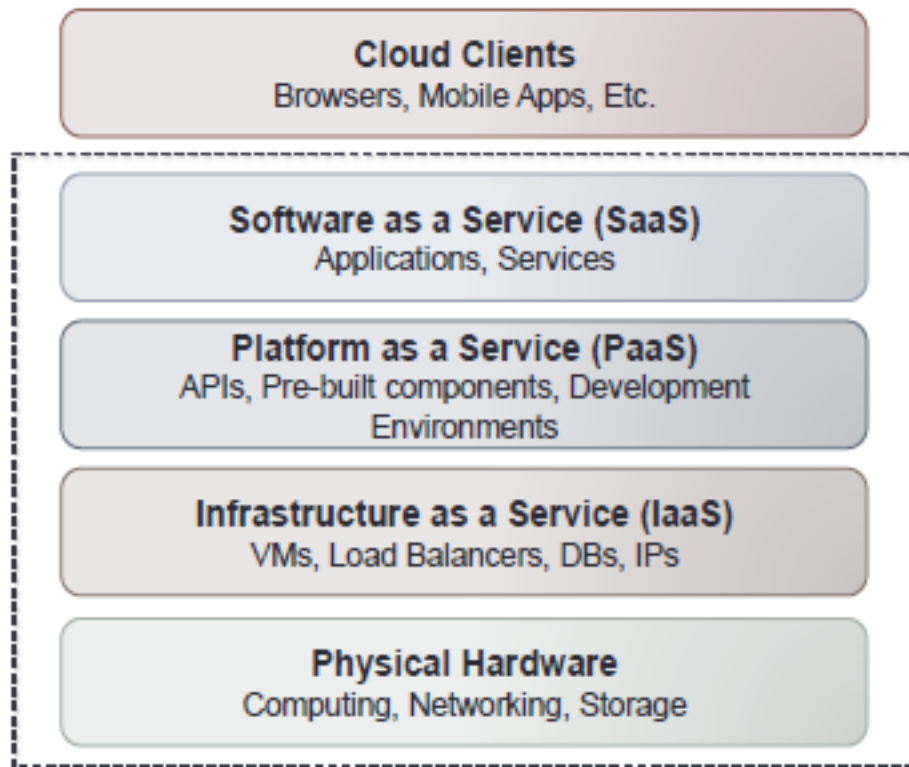 Cloud Clients
Browsers, Mobile Apps, Etc.
Software as a Service (SaaS)
Applications, Services
Platform as a Service (PaaS)
APIs, Pre-built components, Development
Environments
Infrastructure as a Service (IaaS)
VMs, Load Balancers, DBs, IPs
Physical Hardware
Computing, Networking, Storage